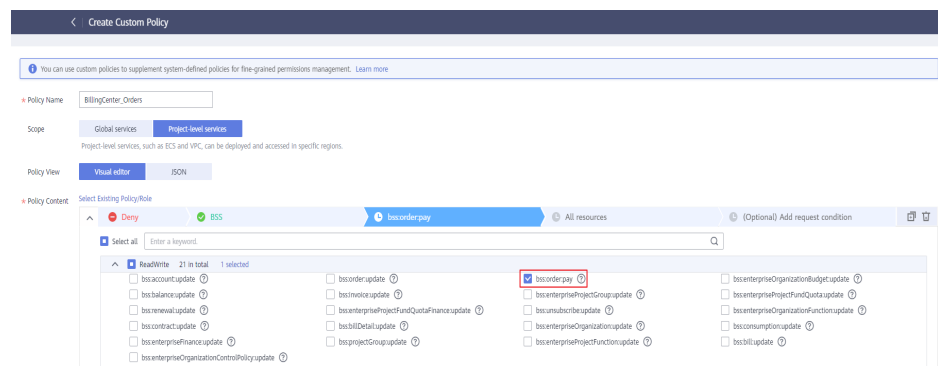 Create Custom Policy
You can use custom policies to supplement system-defined policies for fine-grained permissions management. Learn more
* Policy Name BillingCenter_Orders
Scope Global services Project-level services
Project-level services, such as ECS and VPC, can be deployed and accessed in specific regions.
Policy View Visual editor JSON
* Policy Content Select Existing Policy/Role
Deny BSS bss:order:pay All resources (Optional) Add request condition
Select all Enter a keyword.
ReadWrite 21 in total 1 selected
bss:account:update bss:order:update bss:order:pay bss:enterpriseOrganizationBudget:update
bss:balance:update bss:invoice:update bss:enterpriseProjectGroup:update bss:enterpriseProjectFundQuota:update
bss:renewal:update bss:enterpriseProjectFundQuotaFinance:update bss:unsubscribe:update bss:enterpriseOrganizationFunction:update
bss:contract:update bss:billDetail:update bss:enterpriseOrganization:update bss:consumption:update
bss:enterpriseFinance:update bss:projectGroup:update bss:enterpriseProjectFunction:update bss:bill:update
bss:enterpriseOrganizationControlPolicy:update